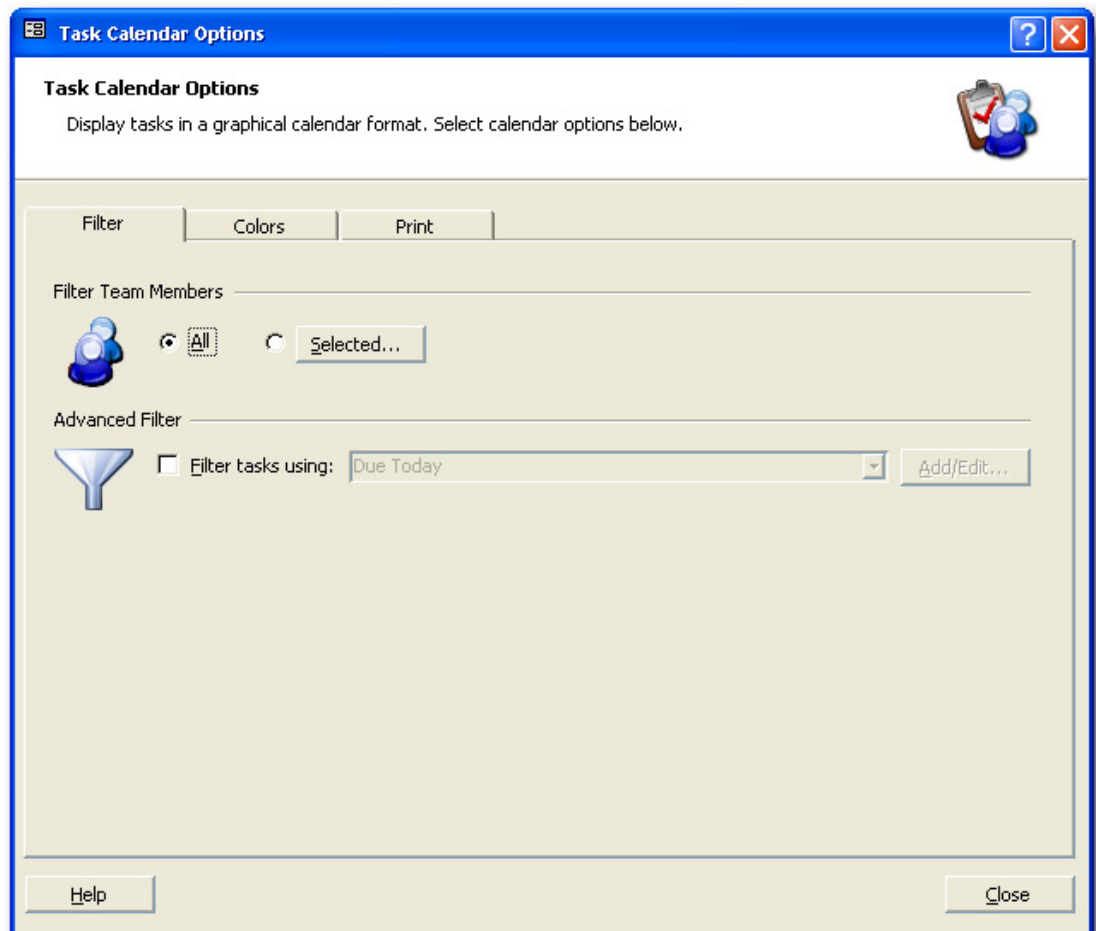 Task Calendar Options
Task Calendar Options
Display tasks in a graphical calendar format. Select calendar options below.
Filter Colors Print
Filter Team Members
All Selected...
Advanced Filter
Filter tasks using: Due Today Add/Edit...
Help Close